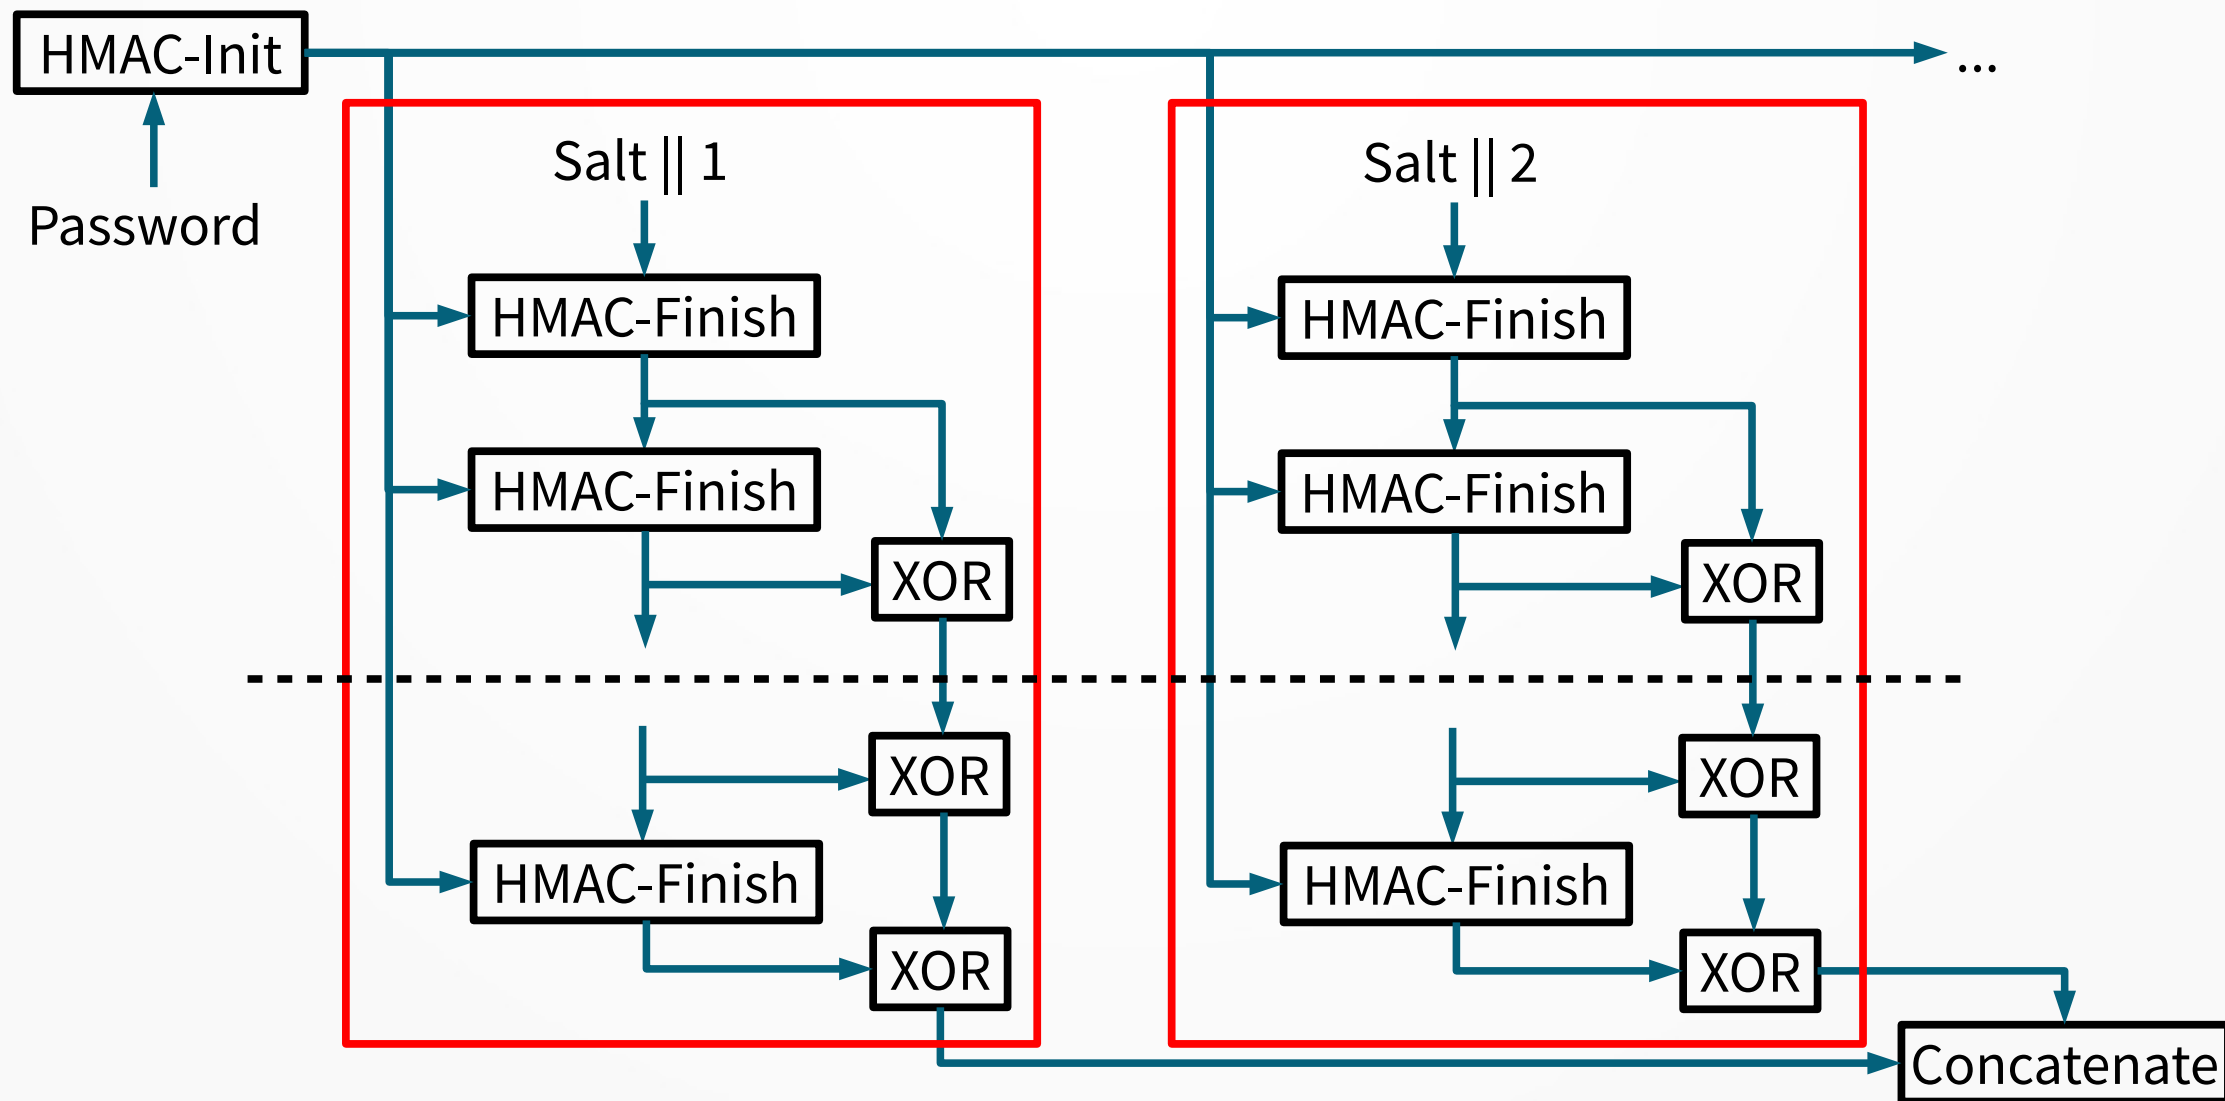 HMAC-Init
...
Password
Salt || 1
HMAC-Finish
HMAC-Finish
XOR
XOR
HMAC-Finish
XOR
Salt || 2
HMAC-Finish
HMAC-Finish
XOR
XOR
HMAC-Finish
XOR
Concatenate